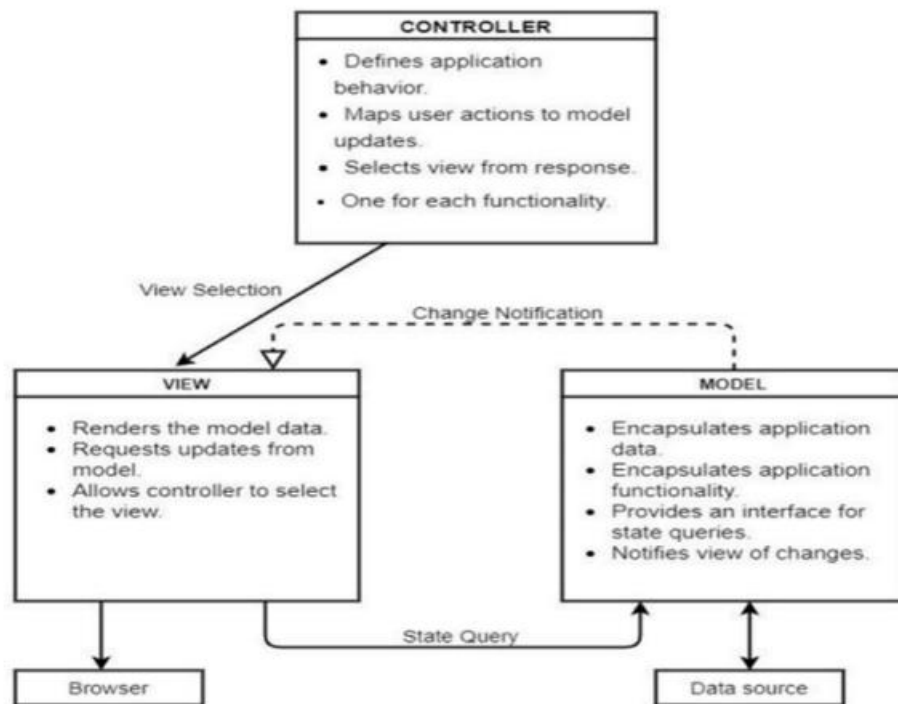 CONTROLLER
• Defines application
behavior.
• Maps user actions to model
updates.
• Selects view from response.
• One for each functionality.
View Selection
Change Notification
VIEW
• Renders the model data.
• Requests updates from
model.
• Allows controller to select
the view.
MODEL
• Encapsulates application
data.
• Encapsulates application
functionality.
• Provides an interface for
state queries.
• Notifies view of changes.
State Query
Browser
Data source